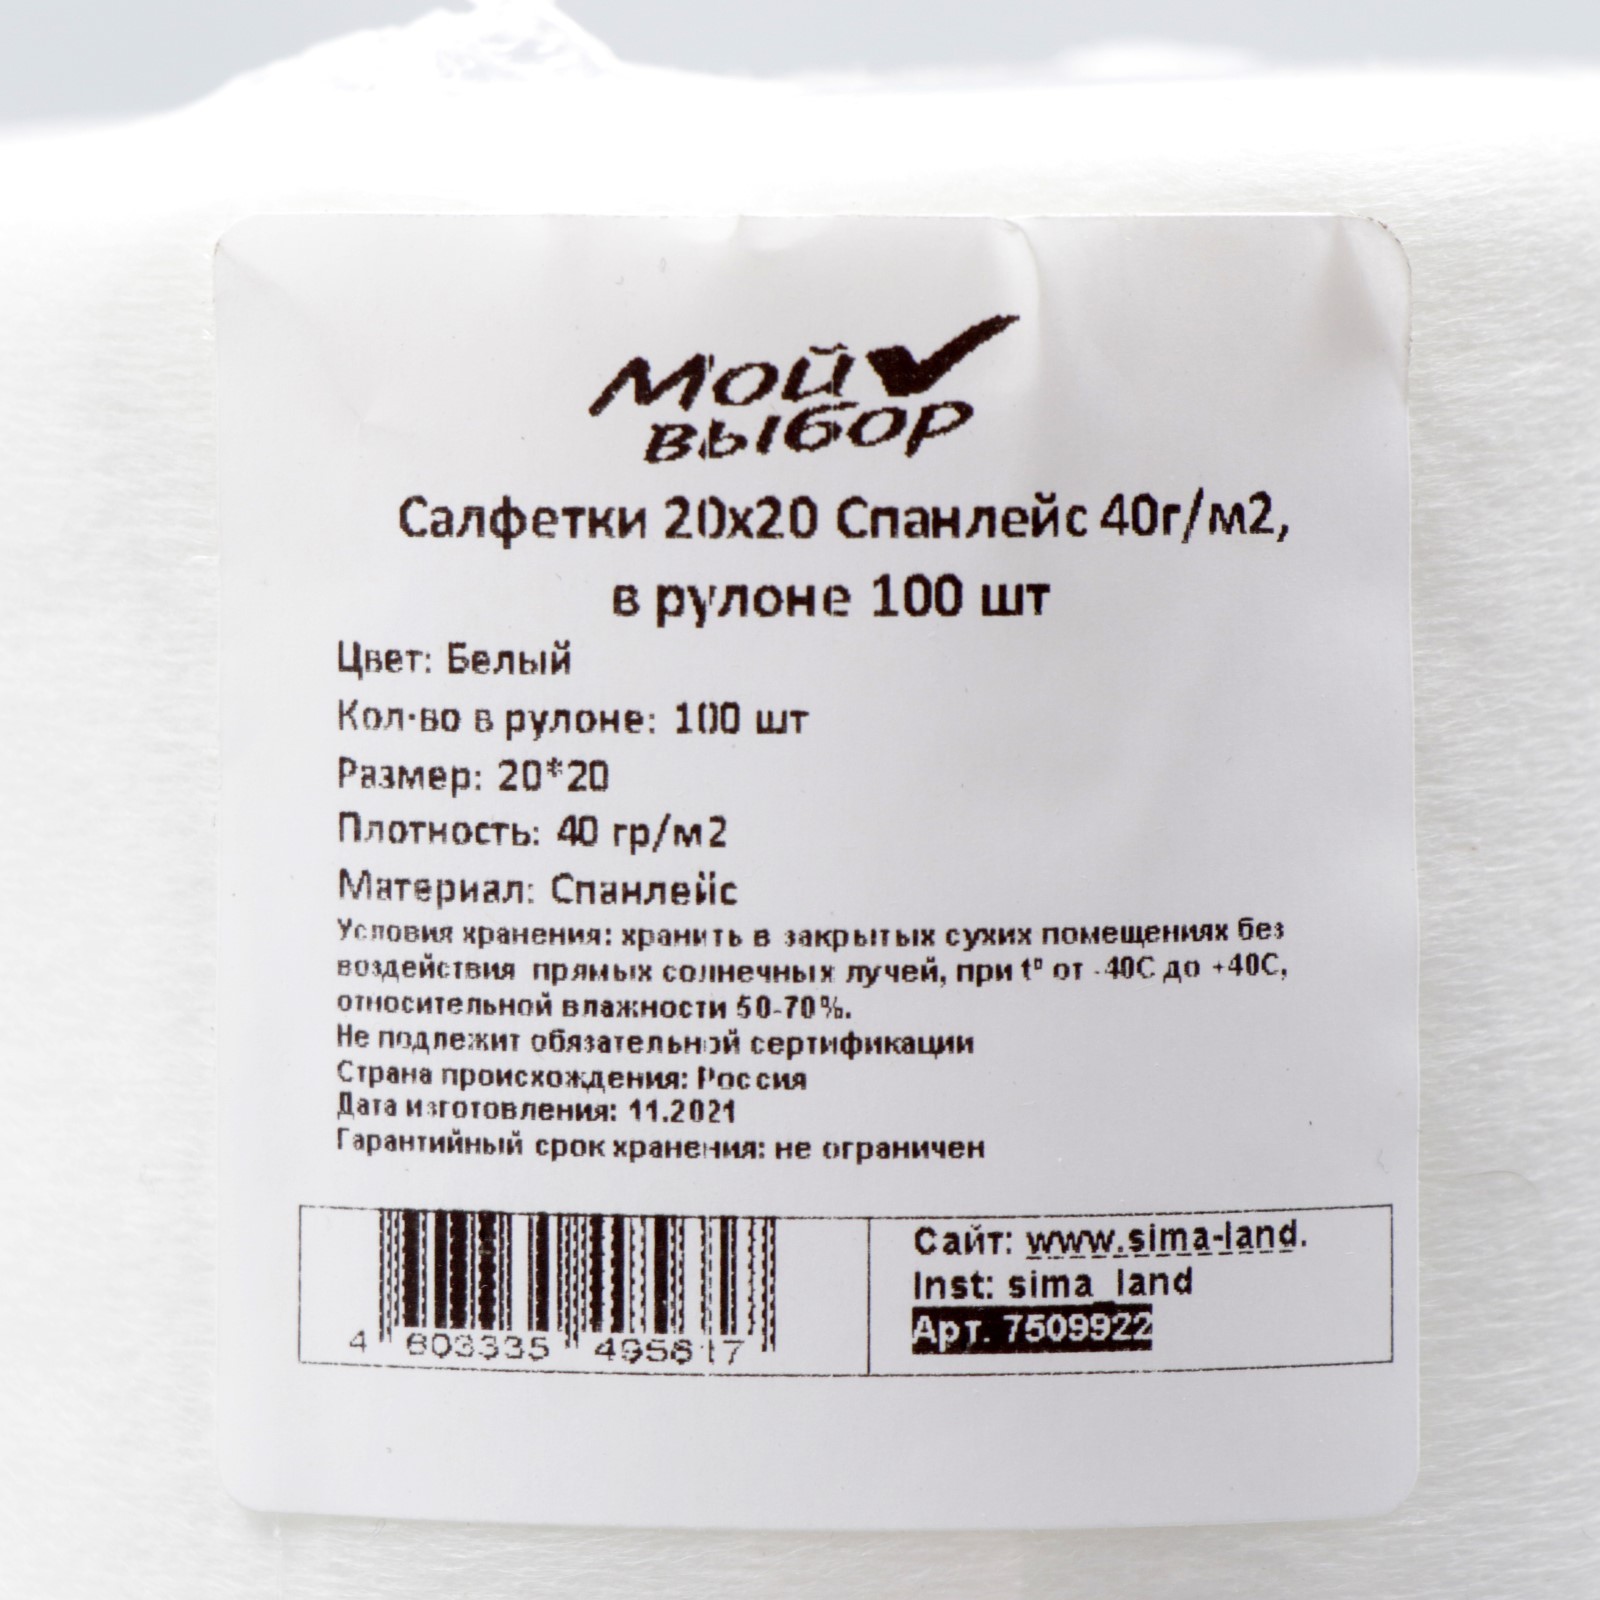 Мой
выбор
Салфетки 20х20 Спанлейс 40г/м2,
в рулоне 100 шт
Цвет: Белый
Кол-во в рулоне: 100 шт
Размер: 20*20
Плотность: 40 гр/м2
Материал: Спанлейс
Условия хранения: хранить в закрытых сухих помещениях без
воздействия прямых солнечных лучей, при t° от -40С до +40С,
относительной влажности 50-70%.
Не подлежит обязательной сертификации
Страна происхождения: Россия
Дата изготовления: 11.2021
Гарантийный срок хранения: не ограничен
4 603335 495617
Сайт: www.sima-land.
Inst: sima_land
Арт. 7509922